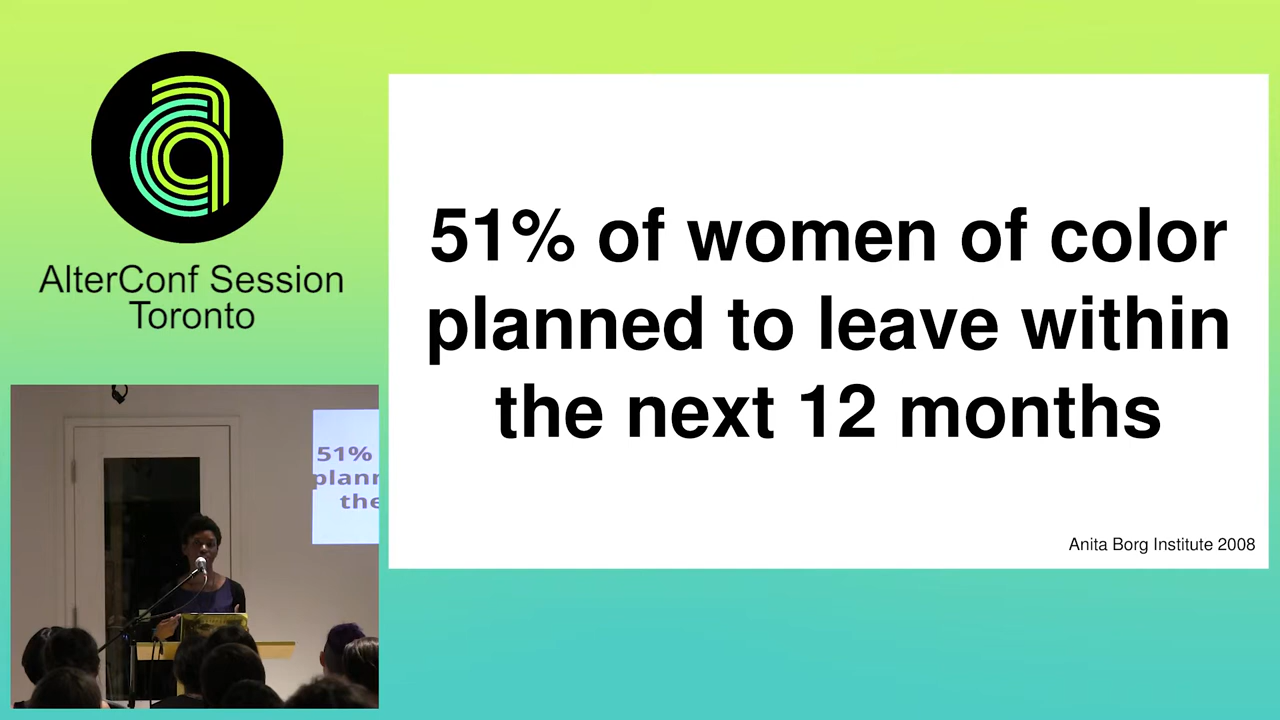 AlterConf Session
Toronto
51% of women of color
planned to leave within
the next 12 months
Anita Borg Institute 2008
51%
plann
the